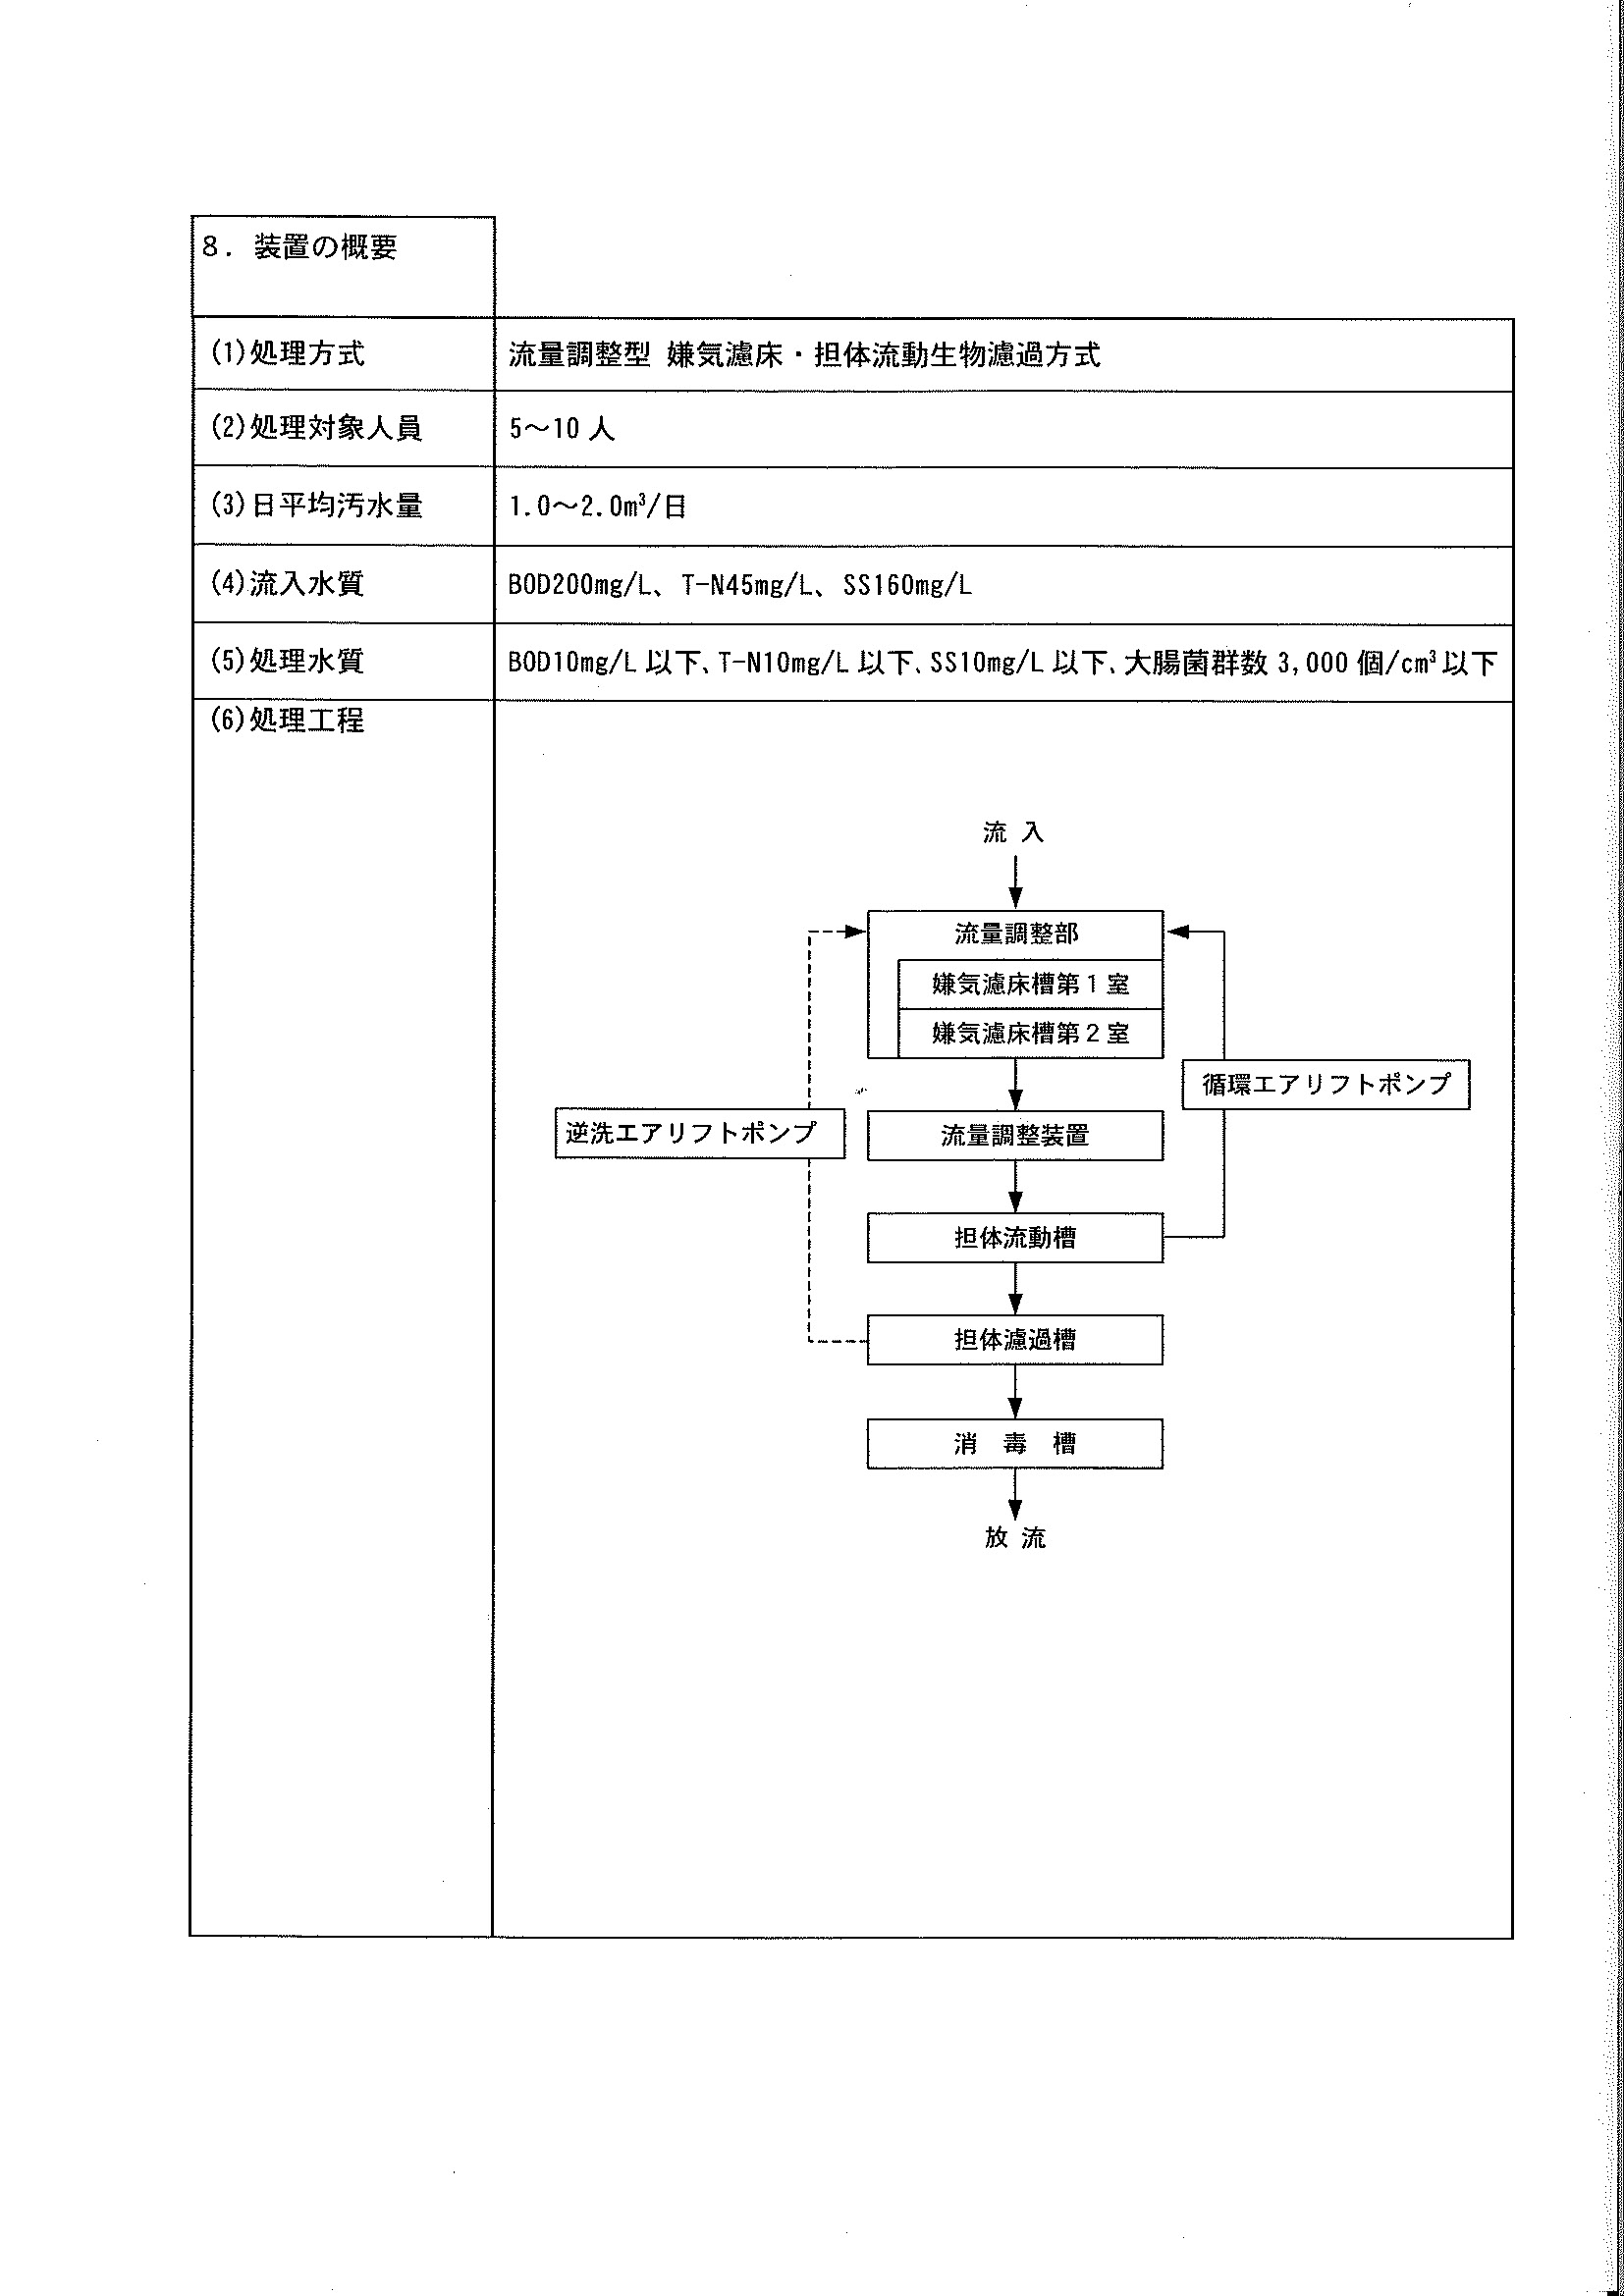 8．装置の概要
(1)処理方式
流量調整型 嫌気濾床・担体流動生物濾過方式
(2)処理対象人員
5～10 人
(3)日平均汚水量
1.0～2.0m³/日
(4)流入水質
BOD200mg/L、T-N45mg/L、SS160mg/L
(5)処理水質
BOD10mg/L 以下、T-N10mg/L 以下、SS10mg/L 以下、大腸菌群数 3,000 個/cm³以下
(6)処理工程
流 入
流量調整部
嫌気濾床槽第1室
嫌気濾床槽第2室
循環エアリフトポンプ
逆洗エアリフトポンプ
流量調整装置
担体流動槽
担体濾過槽
消 毒 槽
放 流